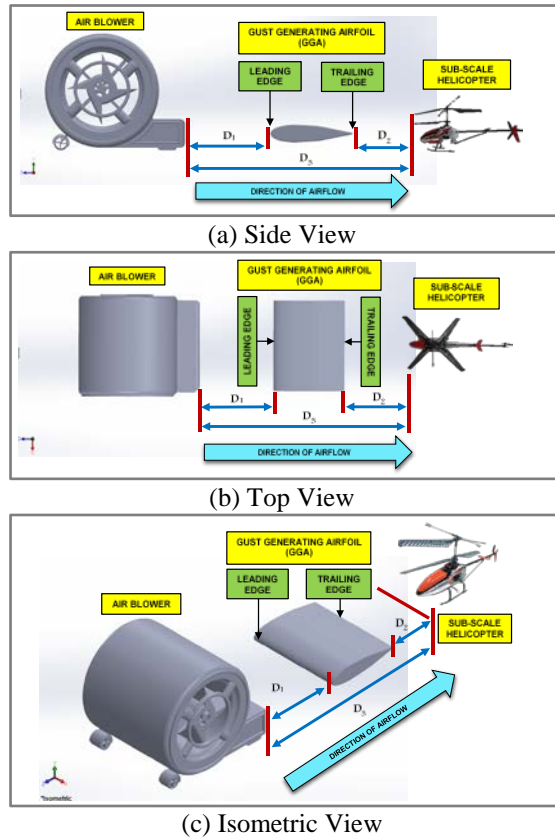 AIR BLOWER
GUST GENERATING AIRFOIL
(GGA)
LEADING
EDGE
TRAILING
EDGE
SUB-SCALE
HELICOPTER
D₁
D₂
D₃
DIRECTION OF AIRFLOW
(a) Side View
AIR BLOWER
GUST GENERATING AIRFOIL
(GGA)
SUB-SCALE
HELICOPTER
LEADING EDGE
TRAILING EDGE
D₁
D₂
D₃
DIRECTION OF AIRFLOW
(b) Top View
GUST GENERATING AIRFOIL
(GGA)
LEADING
EDGE
TRAILING
EDGE
AIR BLOWER
SUB-SCALE
HELICOPTER
D₂
D₁
D₃
DIRECTION OF AIRFLOW
*Isometric
(c) Isometric View